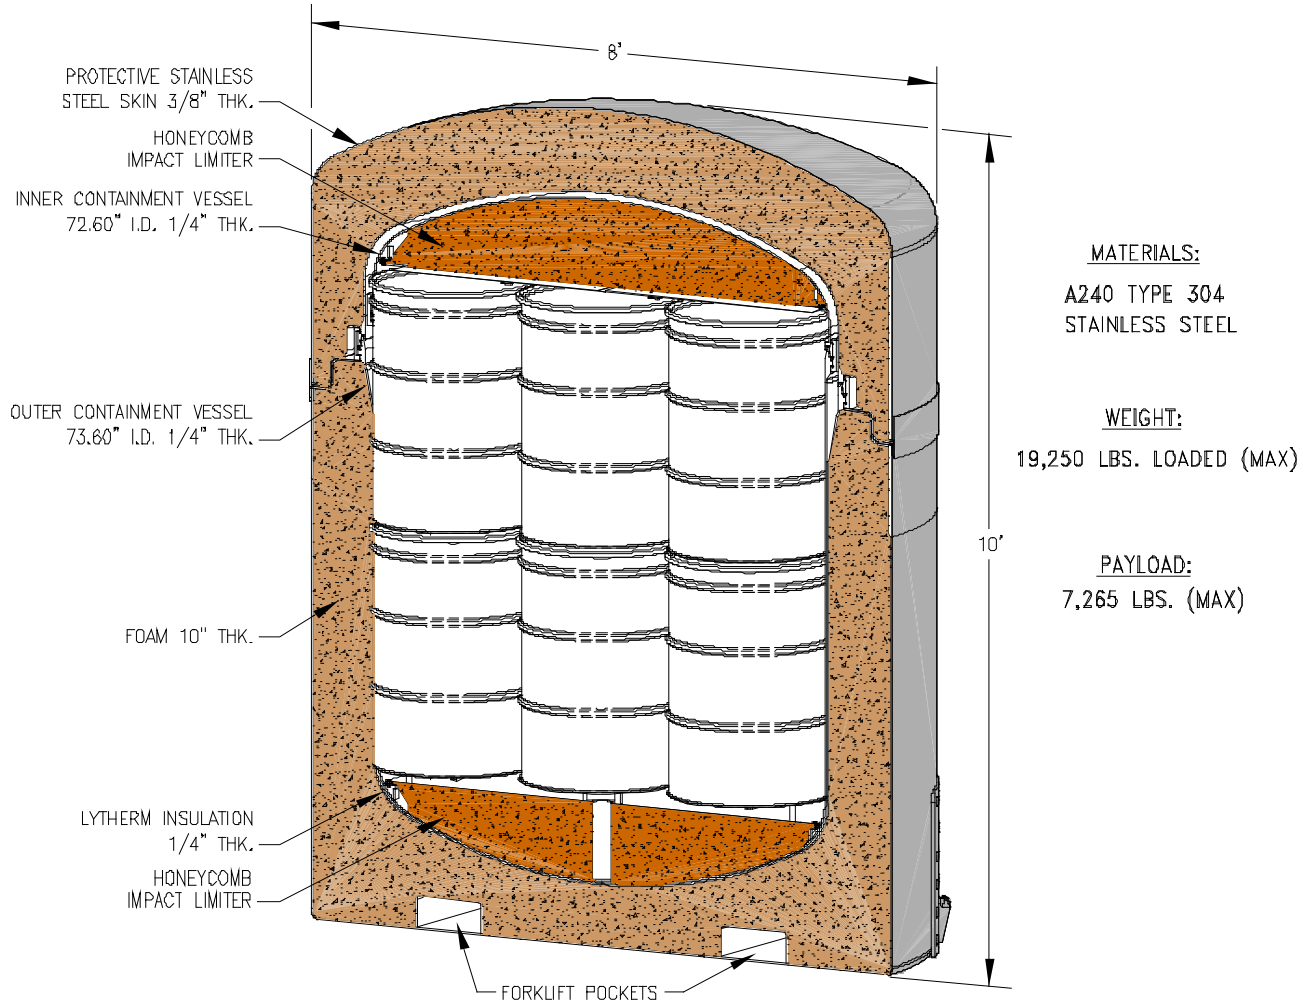 8'
PROTECTIVE STAINLESS
STEEL SKIN 3/8" THK.
HONEYCOMB
IMPACT LIMITER
INNER CONTAINMENT VESSEL
72.60" I.D. 1/4" THK.
OUTER CONTAINMENT VESSEL
73.60" I.D. 1/4" THK.
FOAM 10" THK.
LYTHERM INSULATION
1/4" THK.
HONEYCOMB
IMPACT LIMITER
FORKLIFT POCKETS
10'
MATERIALS:
A240 TYPE 304
STAINLESS STEEL
WEIGHT:
19,250 LBS. LOADED (MAX)
PAYLOAD:
7,265 LBS. (MAX)